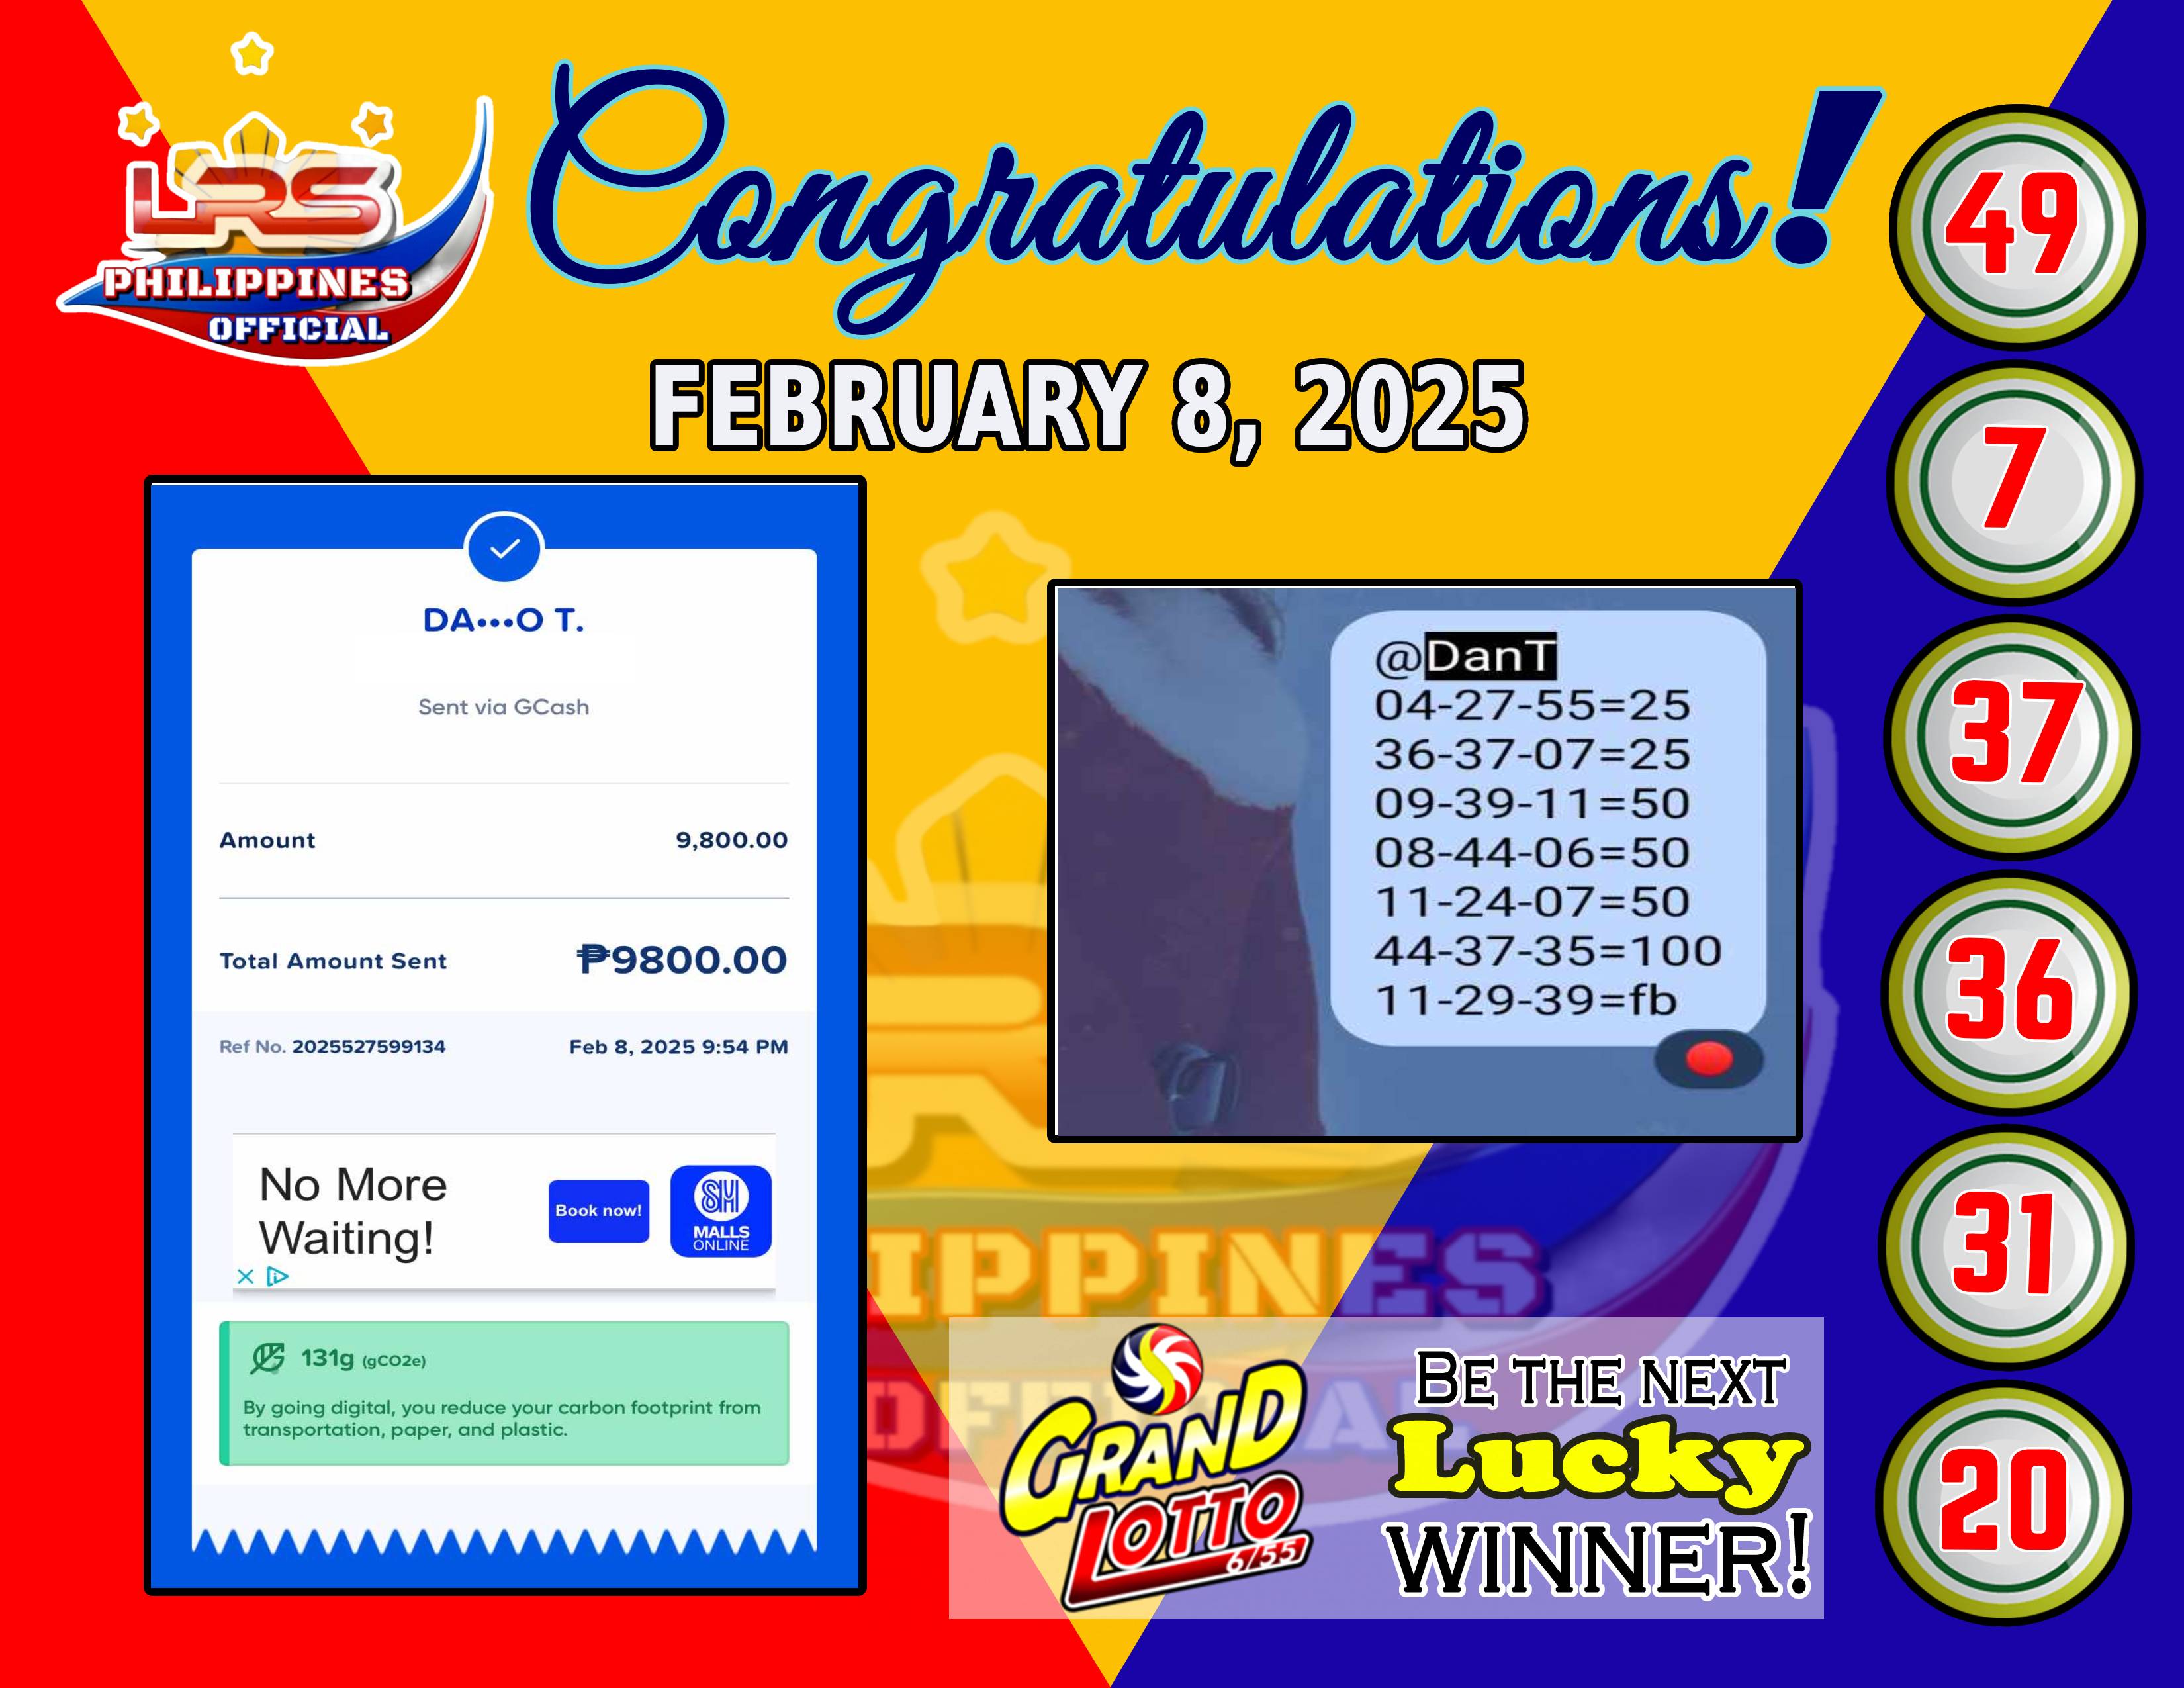 LRS
PHILIPPINES
OFFICIAL
Congratulations!
FEBRUARY 8, 2025
DA•••O T.
Sent via GCash
Amount 9,800.00
Total Amount Sent ₱9800.00
Ref No. 2025527599134 Feb 8, 2025 9:54 PM
No More
Waiting!
Book now!
SM
MALLS
ONLINE
131g (gCO2e)
By going digital, you reduce your carbon footprint from
transportation, paper, and plastic.
@DanT
04-27-55=25
36-37-07=25
09-39-11=50
08-44-06=50
11-24-07=50
44-37-35=100
11-29-39=fb
GRAND
LOTTO
6/55
BE THE NEXT
Lucky
WINNER!
49
7
37
36
31
20